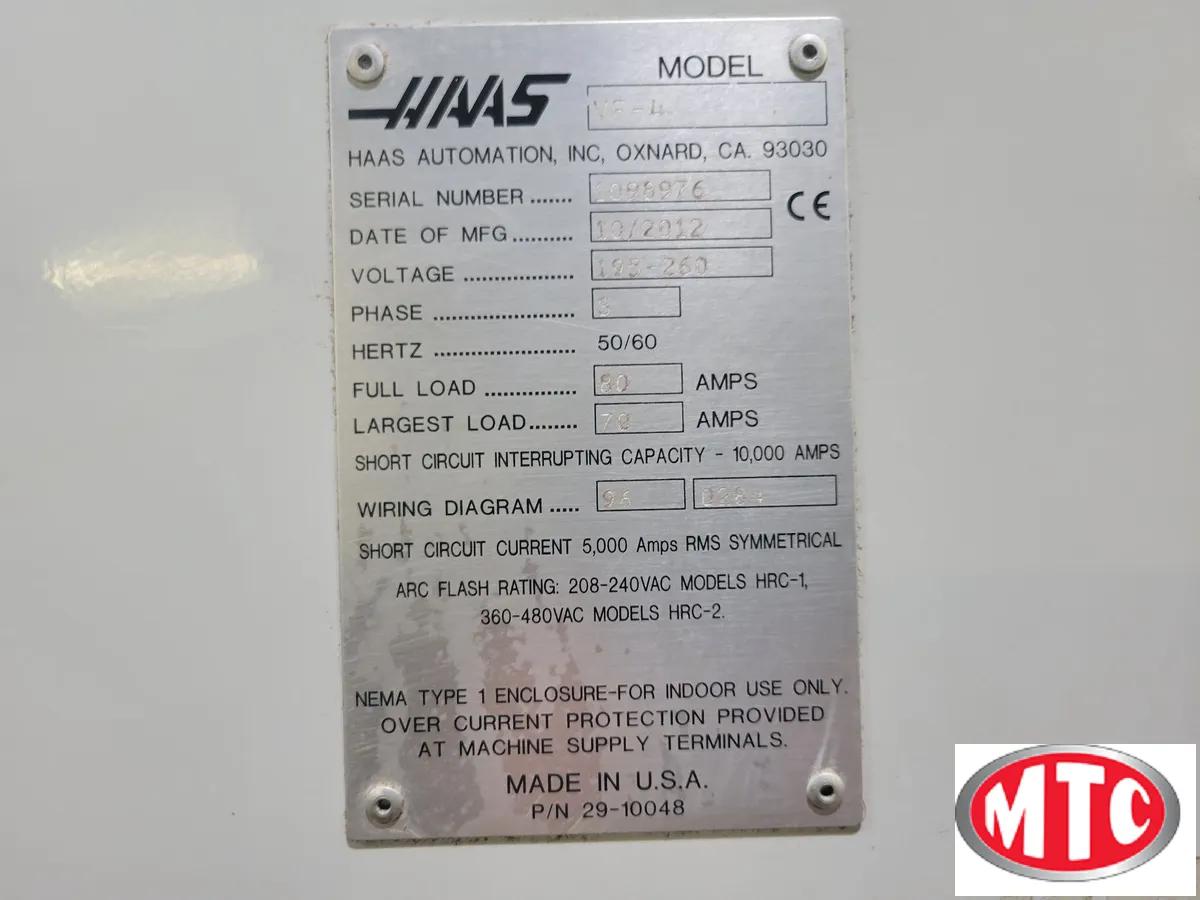 HAAS
MODEL
VF-4
HAAS AUTOMATION, INC, OXNARD, CA. 93030
SERIAL NUMBER ....... 1098976
CE
DATE OF MFG.......... 10/2012
VOLTAGE .................. 195-260
PHASE ....................... 3
HERTZ ....................... 50/60
FULL LOAD ............... 80 AMPS
LARGEST LOAD........ AMPS
SHORT CIRCUIT INTERRUPTING CAPACITY - 10,000 AMPS
WIRING DIAGRAM ..... 9A
SHORT CIRCUIT CURRENT 5,000 Amps RMS SYMMETRICAL
ARC FLASH RATING: 208-240VAC MODELS HRC-1,
360-480VAC MODELS HRC-2.
NEMA TYPE 1 ENCLOSURE-FOR INDOOR USE ONLY.
OVER CURRENT PROTECTION PROVIDED
AT MACHINE SUPPLY TERMINALS.
MADE IN U.S.A.
P/N 29-10048
MTC